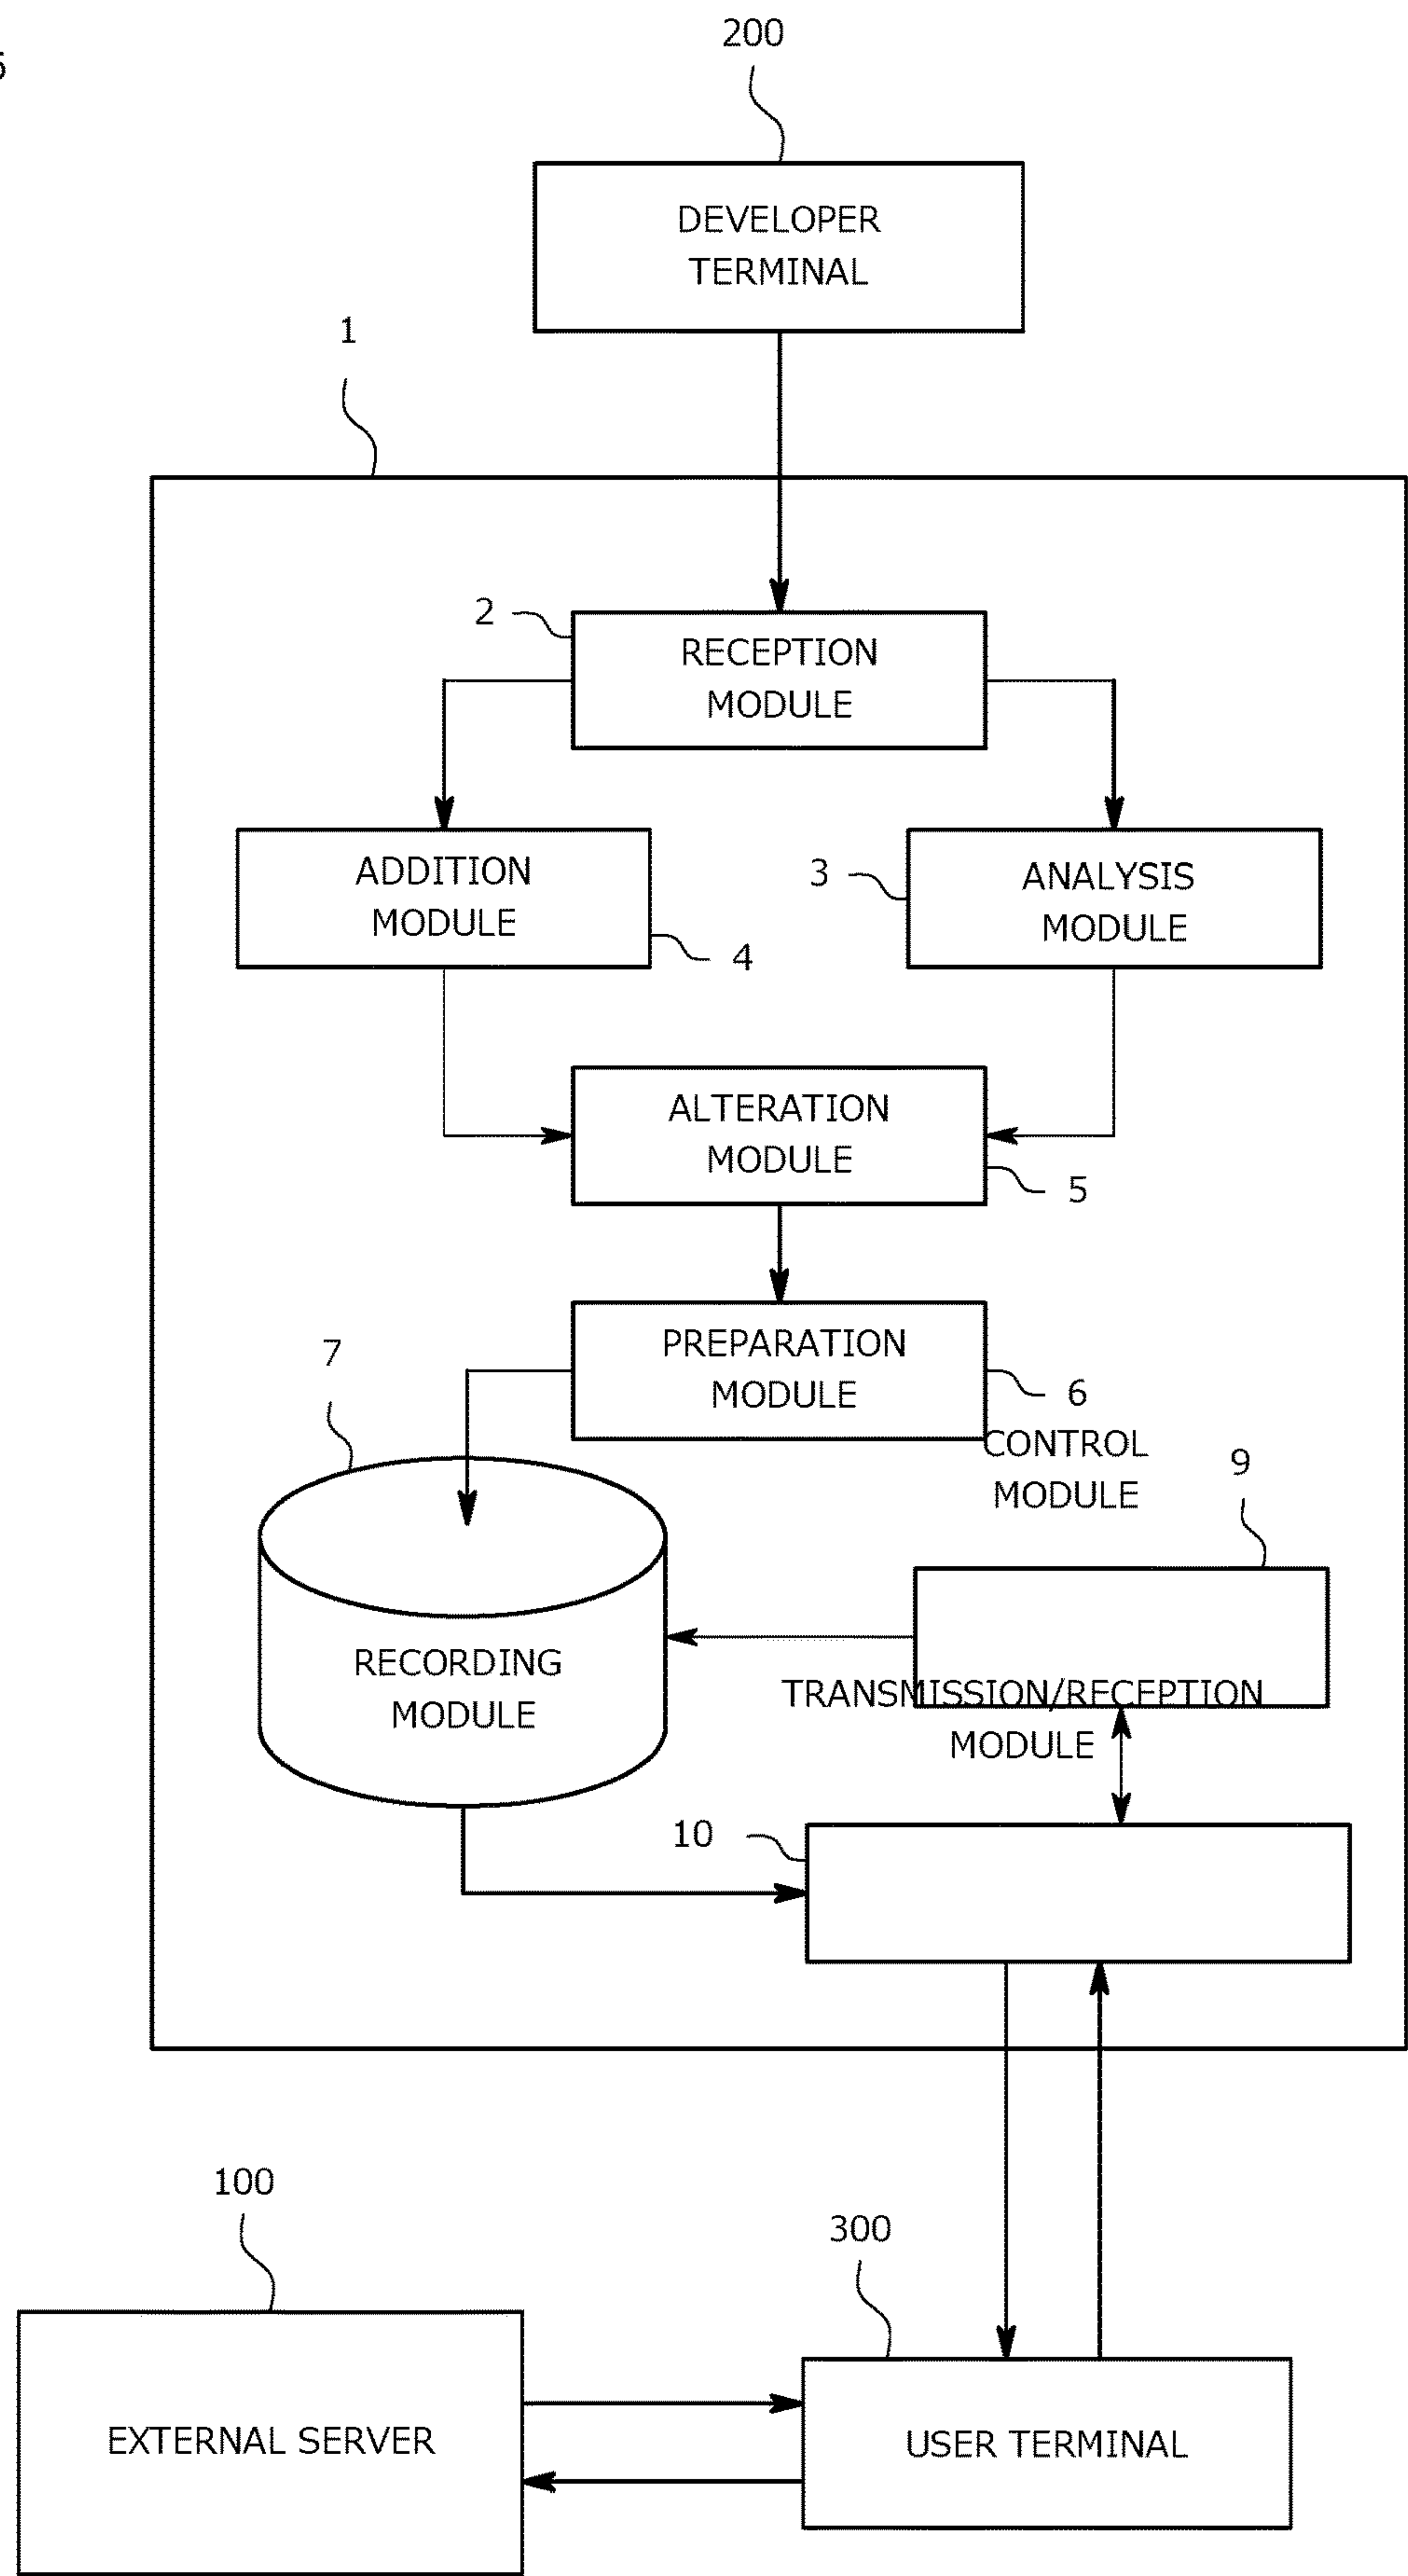 200
DEVELOPER
TERMINAL
1
2
RECEPTION
MODULE
ADDITION
MODULE
4
3
ANALYSIS
MODULE
ALTERATION
MODULE
5
PREPARATION
MODULE
6
7
CONTROL
MODULE
9
RECORDING
MODULE
TRANSMISSION/RECEPTION
MODULE
10
100
300
EXTERNAL SERVER
USER TERMINAL